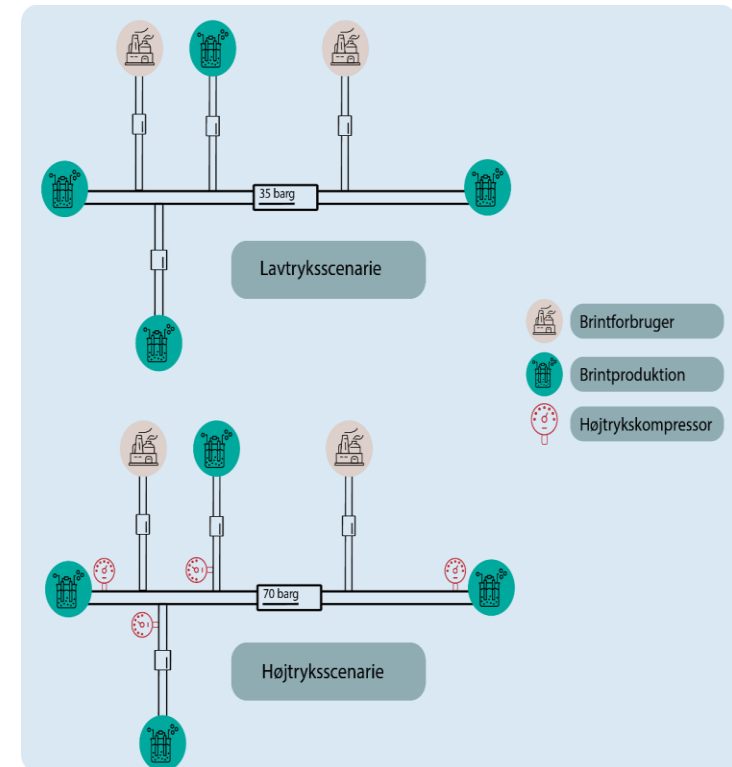 35 barg
Lavtryksscenarie
Brintforbruger
Brintproduktion
Højtrykskompressor
70 barg
Højtryksscenarie